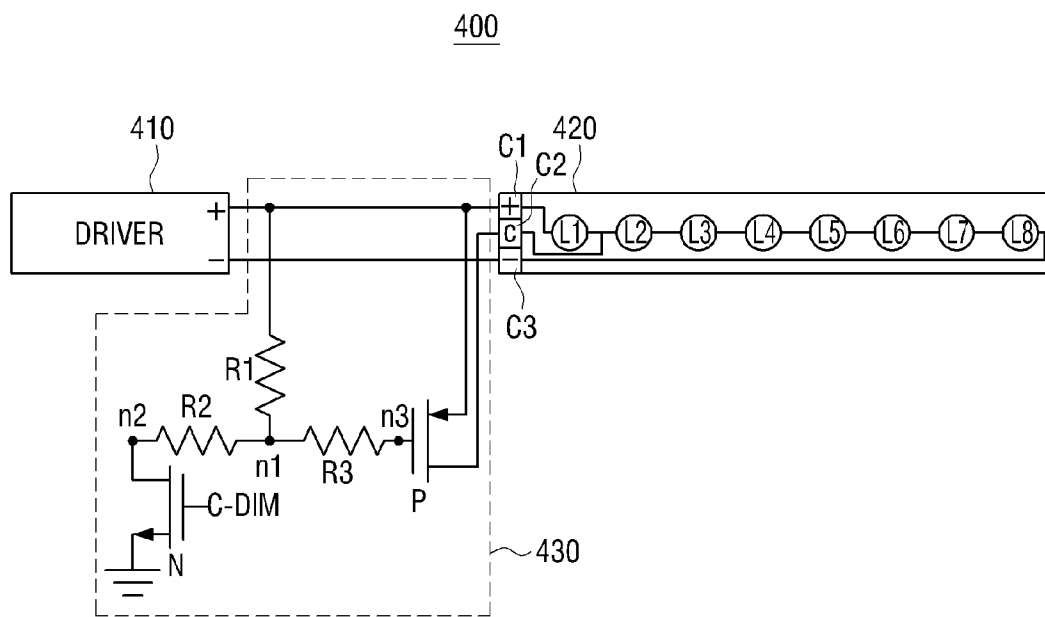 400
410
420
C1
C2
DRIVER
+
−
+
C
−
L1 L2 L3 L4 L5 L6 L7 L8
C3
R1
n2
R2
n1
R3
n3
P
C-DIM
N
430